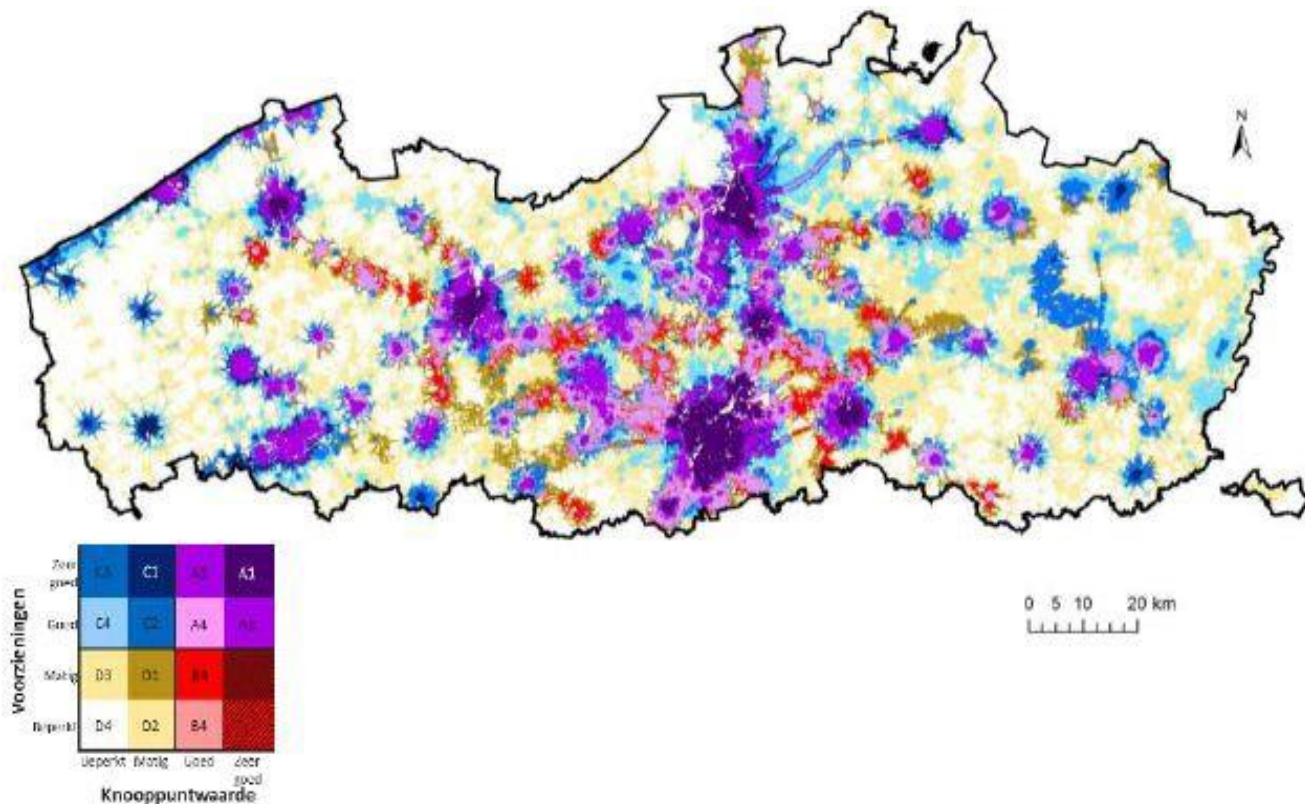 N
0 5 10 20 km
Voorzieningen
Zeer goed
C1 A1
Goed C4 C2 A4
Matig D3 D1
Beperkt D4 D2 B4
Beperkt Matig Goed Zeer goed
Knooppuntwaarde